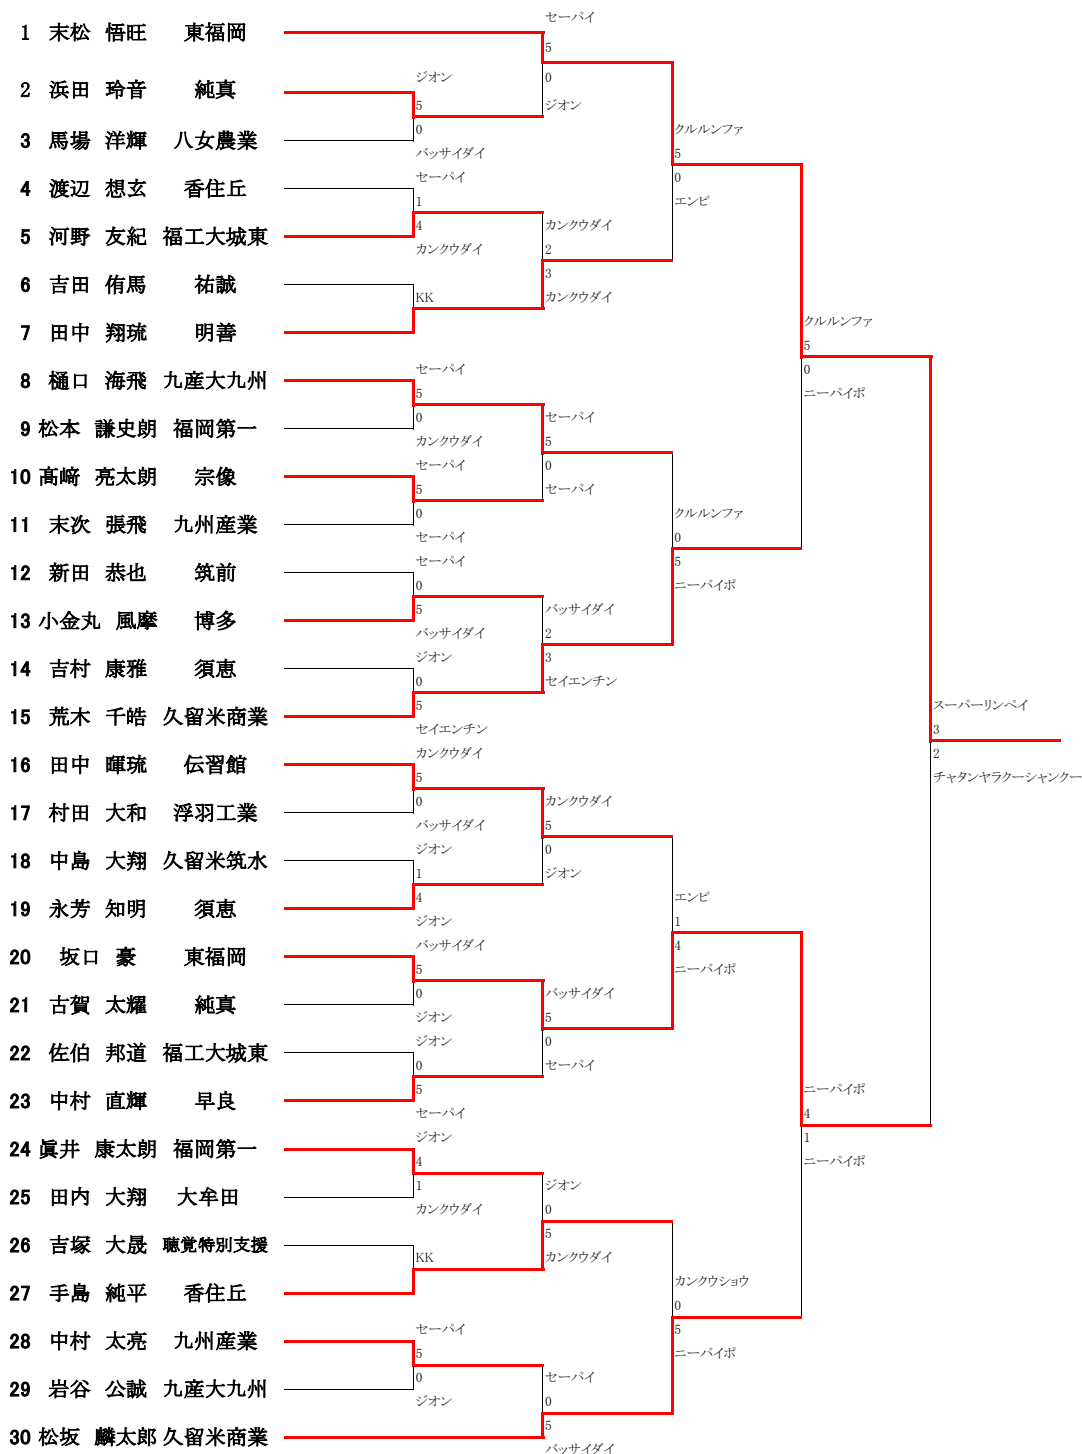 セーパイ
1 末松 悟旺 東福岡
5
ジオン
0
2 浜田 玲音 純真
5
ジオン
0
クルルンファ
3 馬場 洋輝 八女農業
バッサイダイ
5
セーパイ
0
4 渡辺 想玄 香住丘
1
エンピ
4
カンクウダイ
5 河野 友紀 福工大城東
カンクウダイ
2
3
6 吉田 侑馬 祐誠
KK
カンクウダイ
クルルンファ
7 田中 翔琉 明善
5
セーパイ
0
8 樋口 海飛 九産大九州
5
ニーパイポ
0
セーパイ
9 松本 謙史朗 福岡第一
カンクウダイ
5
セーパイ
0
10 髙﨑 亮太朗 宗像
5
セーパイ
0
クルルンファ
11 末次 張飛 九州産業
セーパイ
0
セーパイ
5
12 新田 恭也 筑前
0
ニーパイポ
5
バッサイダイ
13 小金丸 風摩 博多
バッサイダイ
2
ジオン
3
14 吉村 康雅 須恵
0
セイエンチン
5
スーパーリンペイ
15 荒木 千皓 久留米商業
セイエンチン
3
カンクウダイ
2
16 田中 暉琉 伝習館
5
チャタンヤラクーシャンクー
0
カンクウダイ
17 村田 大和 浮羽工業
バッサイダイ
5
ジオン
0
18 中島 大翔 久留米筑水
1
ジオン
4
エンピ
19 永芳 知明 須恵
ジオン
1
バッサイダイ
4
20 坂口 豪 東福岡
5
ニーパイポ
0
バッサイダイ
21 古賀 太耀 純真
ジオン
5
ジオン
0
22 佐伯 邦道 福工大城東
0
セーパイ
5
ニーパイポ
23 中村 直輝 早良
セーパイ
4
ジオン
1
24 眞井 康太朗 福岡第一
4
ニーパイポ
1
ジオン
25 田内 大翔 大牟田
カンクウダイ
0
5
26 吉塚 大晟 聴覚特別支援
KK
カンクウダイ
カンクウショウ
27 手島 純平 香住丘
0
セーパイ
5
28 中村 太亮 九州産業
5
ニーパイポ
0
セーパイ
29 岩谷 公誠 九産大九州
ジオン
0
5
30 松坂 麟太郎 久留米商業
バッサイダイ